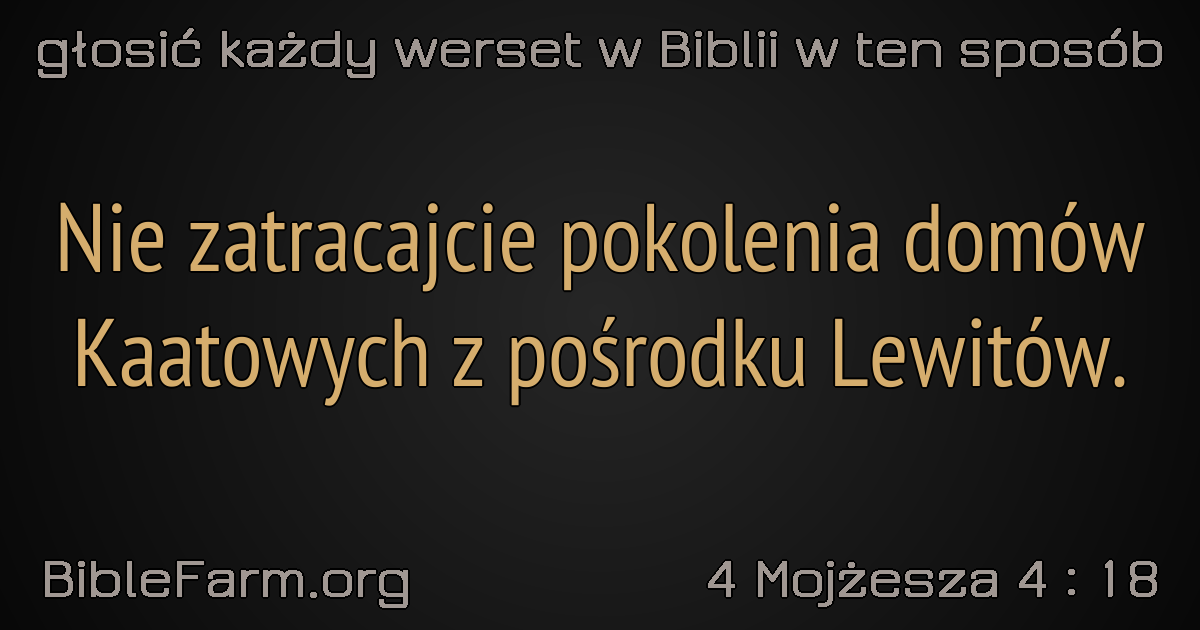 głosić każdy werset w Biblii w ten sposób
Nie zatracajcie pokolenia domów
Kaatowych z pośrodku Lewitów.
BibleFarm.org
4 Mojżesza 4 : 18